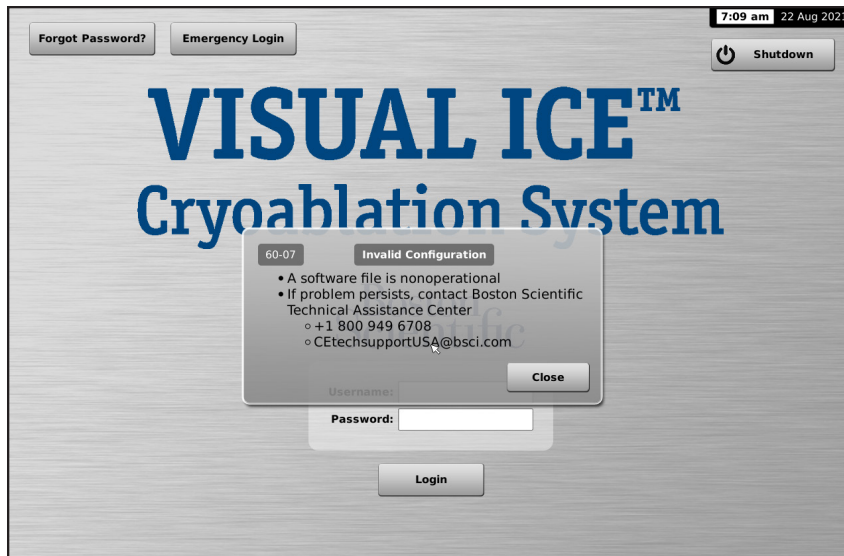 7:09 am 22 Aug 2021
Forgot Password? Emergency Login
Shutdown
VISUAL ICE™
Cryoablation System
60-07 Invalid Configuration
• A software file is nonoperational
• If problem persists, contact Boston Scientific
Technical Assistance Center
○ +1 800 949 6708
○ CEtechsupportUSA@bsci.com
Close
Username:
Password:
Login